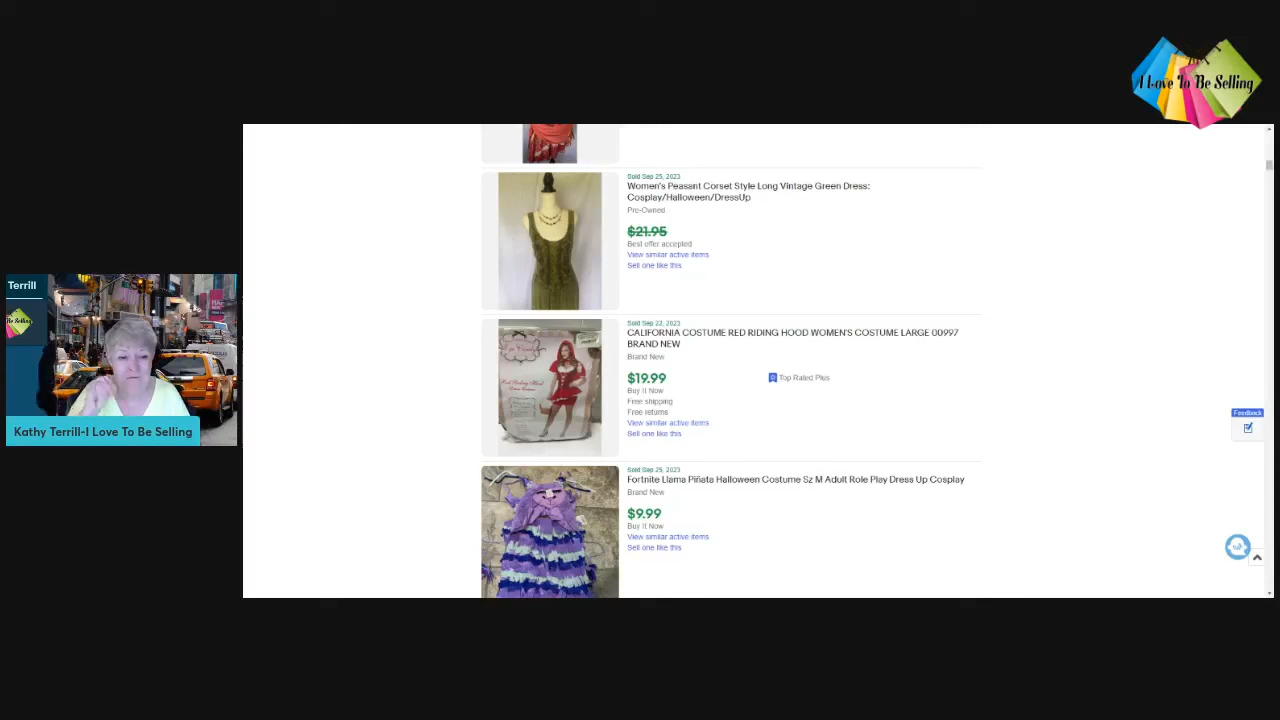 I Love To Be Selling
Sold Sep 25, 2023
Women's Peasant Corset Style Long Vintage Green Dress:
Cosplay/Halloween/DressUp
Pre-Owned
$21.95
Best offer accepted
View similar active items
Sell one like this
Sold Sep 22, 2023
CALIFORNIA COSTUME RED RIDING HOOD WOMEN'S COSTUME LARGE 00997
BRAND NEW
Brand New
$19.99
Top Rated Plus
Buy It Now
Free shipping
Free returns
View similar active items
Sell one like this
Feedback
Sold Sep 25, 2023
Fortnite Llama Piñata Halloween Costume Sz M Adult Role Play Dress Up Cosplay
Brand New
$9.99
Buy It Now
View similar active items
Sell one like this
Terrill
Be Selling
Kathy Terrill-I Love To Be Selling